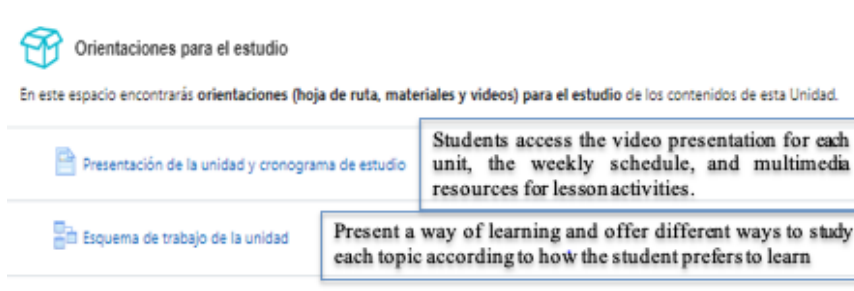 Orientaciones para el estudio
En este espacio encontrarás orientaciones (hoja de ruta, materiales y videos) para el estudio de los contenidos de esta Unidad.
Presentación de la unidad y cronograma de estudio
Students access the video presentation for each
unit, the weekly schedule, and multimedia
resources for lesson activities.
Esquema de trabajo de la unidad
Present a way of learning and offer different ways to study
each topic according to how the student prefers to learn